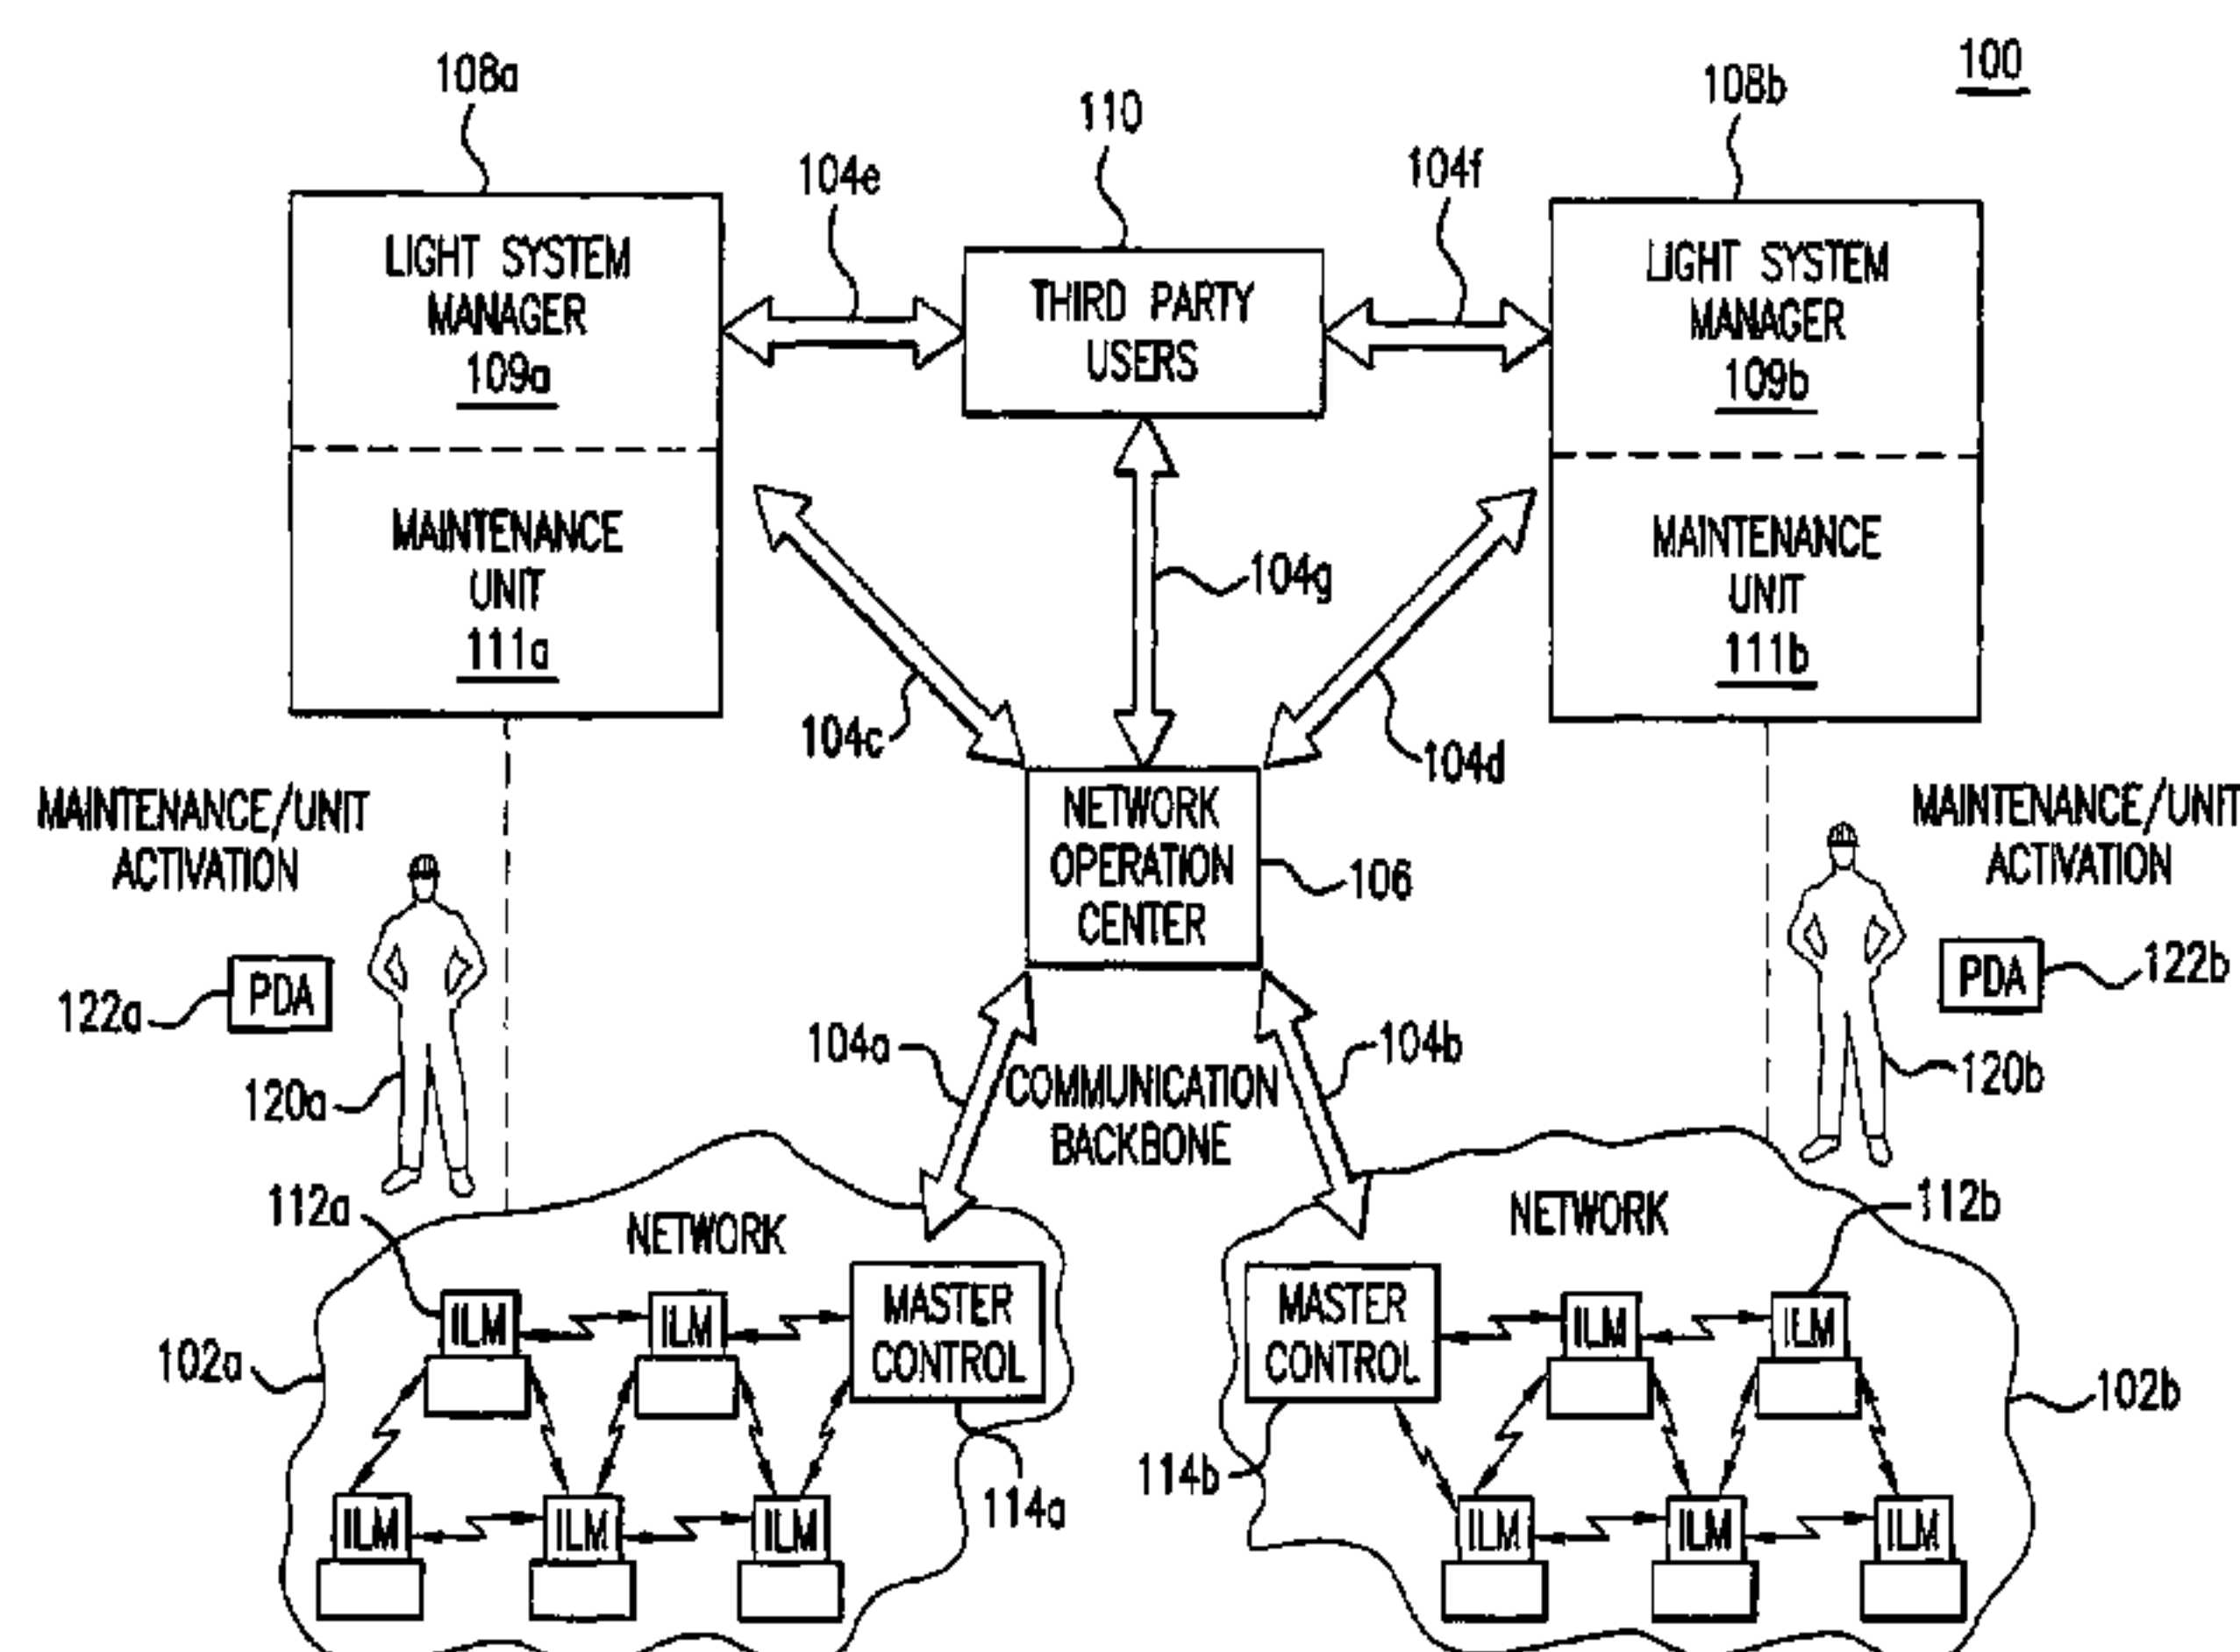 100
108a
110
108b
104e
104f
LIGHT SYSTEM
MANAGER
109a
THIRD PARTY
USERS
LIGHT SYSTEM
MANAGER
109b
MAINTENANCE
UNIT
111a
104g
MAINTENANCE
UNIT
111b
104c
104d
MAINTENANCE/UNIT
ACTIVATION
NETWORK
OPERATION
CENTER
106
MAINTENANCE/UNIT
ACTIVATION
122a
PDA
PDA
122b
120a
104a
COMMUNICATION
BACKBONE
104b
120b
112a
NETWORK
NETWORK
112b
102a
ILM
ILM
MASTER
CONTROL
MASTER
CONTROL
ILM
ILM
102b
114a
114b
ILM
ILM
ILM
ILM
ILM
ILM